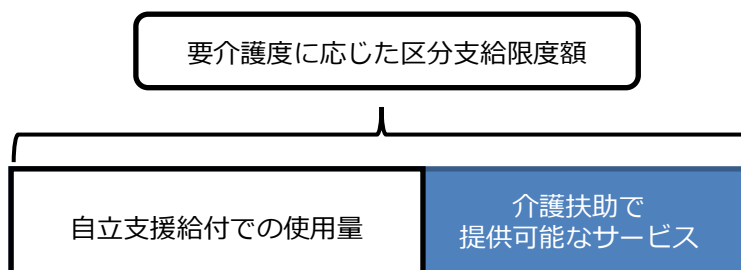 要介護度に応じた区分支給限度額
自立支援給付での使用量
介護扶助で
提供可能なサービス